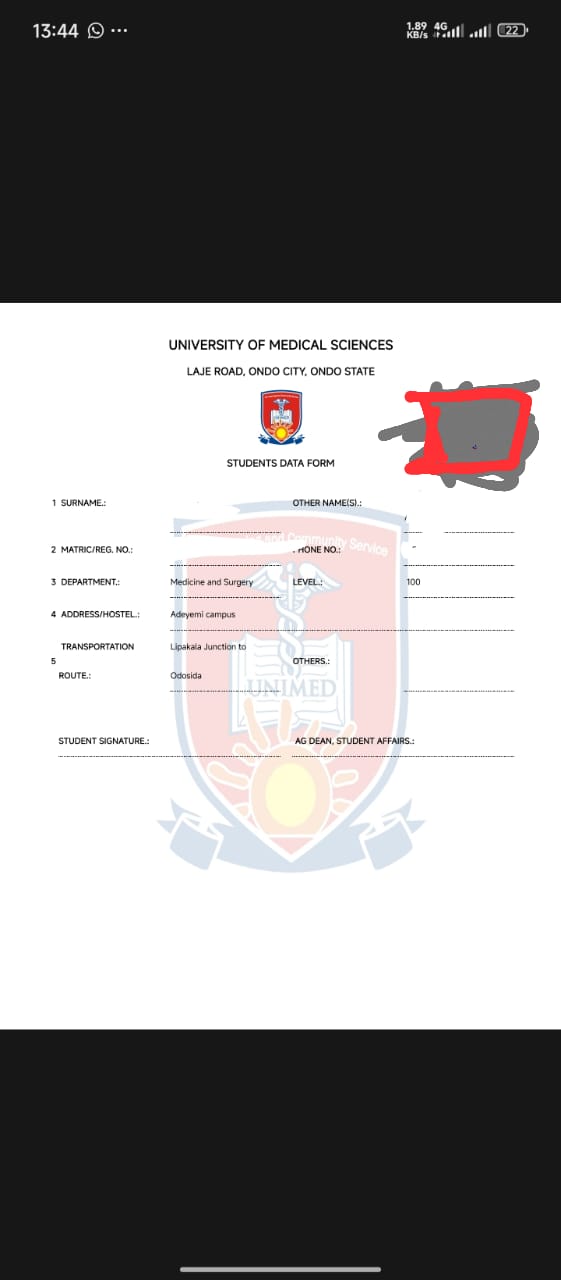 13:44
1.89 KB/s 4G 22
UNIVERSITY OF MEDICAL SCIENCES
LAJE ROAD, ONDO CITY, ONDO STATE
STUDENTS DATA FORM
1 SURNAME.: OTHER NAME(S).:
and Community Service
2 MATRIC/REG. NO.: HONE NO.:
3 DEPARTMENT.: Medicine and Surgery LEVEL.: 100
4 ADDRESS/HOSTEL.: Adeyemi campus
TRANSPORTATION Lipakala Junction to
5 OTHERS.:
ROUTE.: Odosida
UNIMED
STUDENT SIGNATURE.: AG DEAN, STUDENT AFFAIRS.: